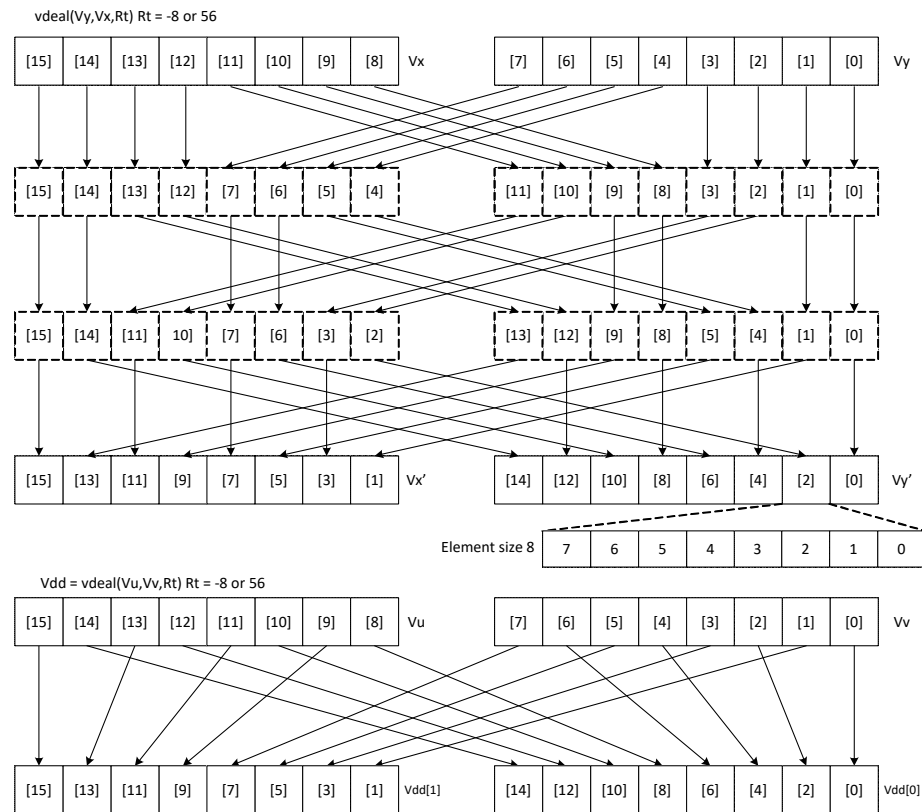 vdeal(Vy,Vx,Rt) Rt = -8 or 56
[15] [14] [13] [12] [11] [10] [9] [8] Vx [7] [6] [5] [4] [3] [2] [1] [0] Vy
[15] [14] [13] [12] [7] [6] [5] [4] [11] [10] [9] [8] [3] [2] [1] [0]
[15] [14] [11] 10] [7] [6] [3] [2] [13] [12] [9] [8] [5] [4] [1] [0]
[15] [13] [11] [9] [7] [5] [3] [1] Vx’ [14] [12] [10] [8] [6] [4] [2] [0] Vy’
Element size 8 7 6 5 4 3 2 1 0
Vdd = vdeal(Vu,Vv,Rt) Rt = -8 or 56
[15] [14] [13] [12] [11] [10] [9] [8] Vu [7] [6] [5] [4] [3] [2] [1] [0] Vv
[15] [13] [11] [9] [7] [5] [3] [1] Vdd[1] [14] [12] [10] [8] [6] [4] [2] [0] Vdd[0]